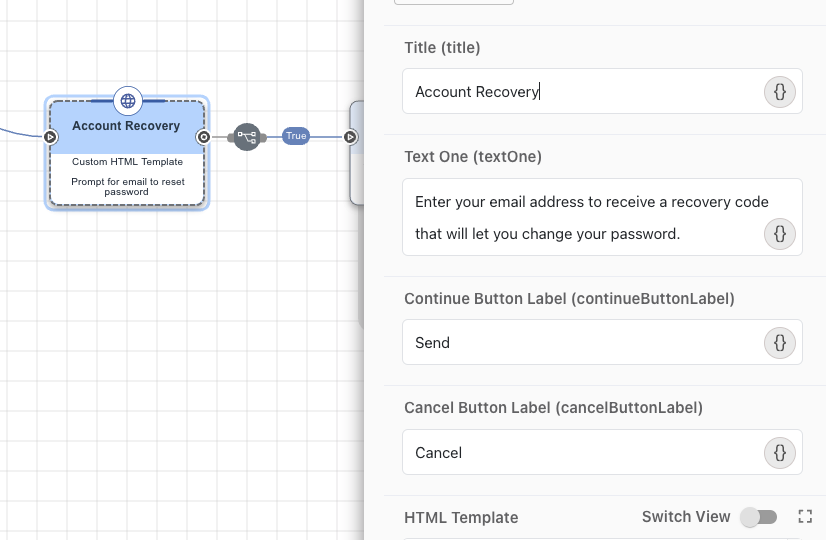 Account Recovery
Custom HTML Template
Prompt for email to reset
password
True
Title (title)
Account Recovery
{}
Text One (textOne)
Enter your email address to receive a recovery code
that will let you change your password.
{}
Continue Button Label (continueButtonLabel)
Send
{}
Cancel Button Label (cancelButtonLabel)
Cancel
{}
HTML Template
Switch View